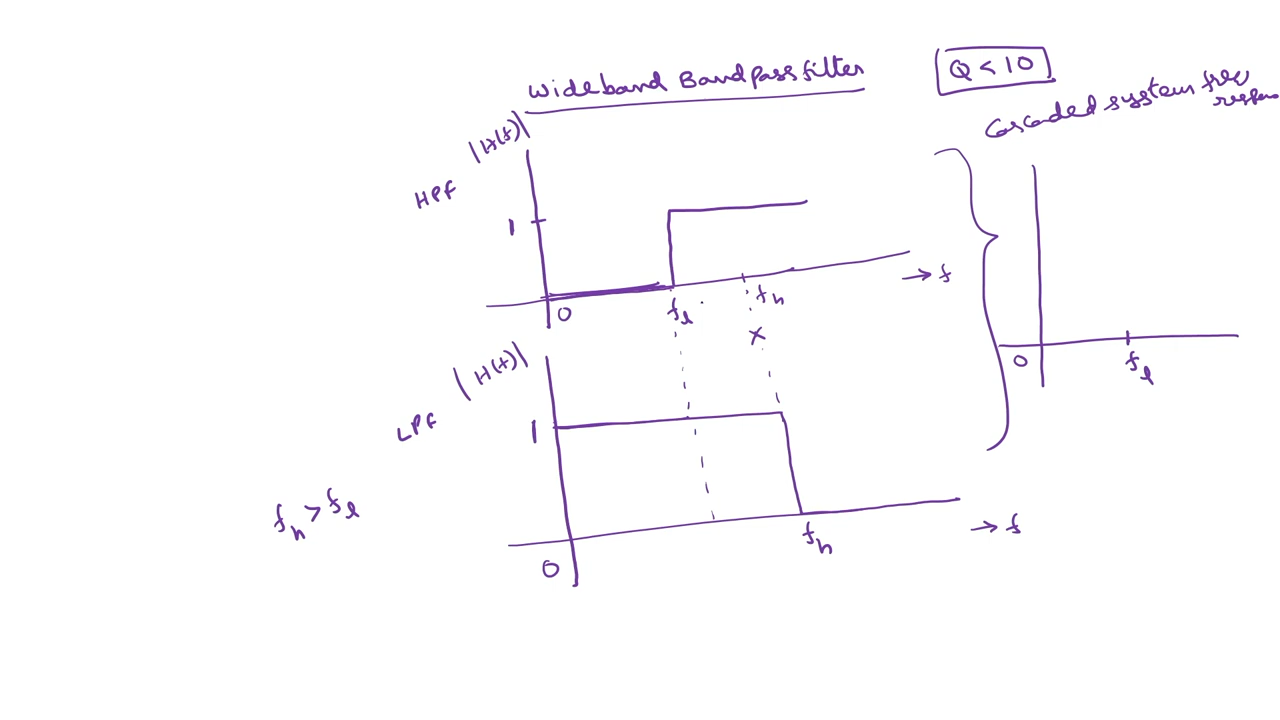 Wideband Bandpass filter
Q < 10
Cascaded system freq
|H(f)|
HPF
1
0
f_l
f_h
→ f
x
0
f_l
|H(f)|
LPF
1
f_h > f_l
0
f_h
→ f